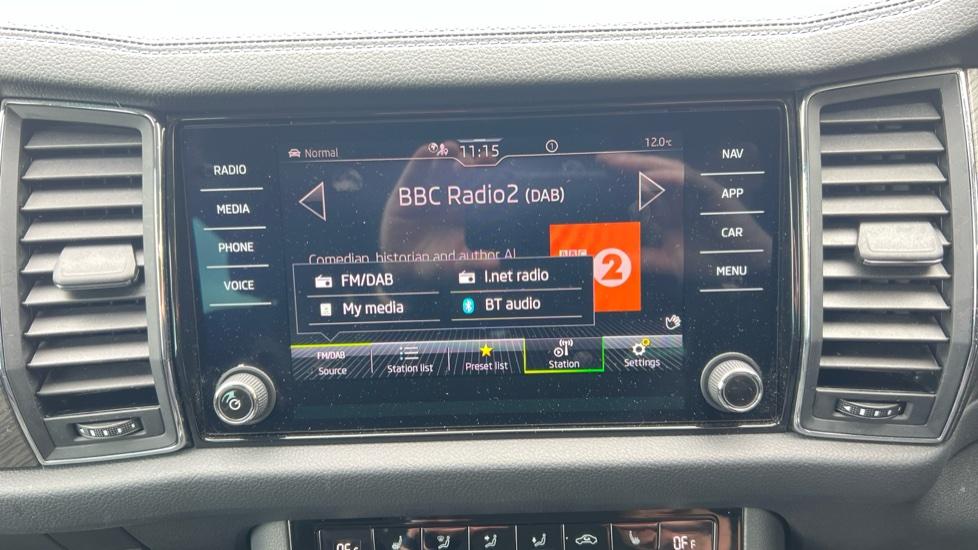 Normal
11:15
12.0°C
RADIO
MEDIA
PHONE
VOICE
NAV
APP
CAR
MENU
BBC Radio2 (DAB)
Comedian, historian and author Al
BBC
2
FM/DAB
I.net radio
My media
BT audio
FM/DAB
Source
Station list
Preset list
Station
Settings